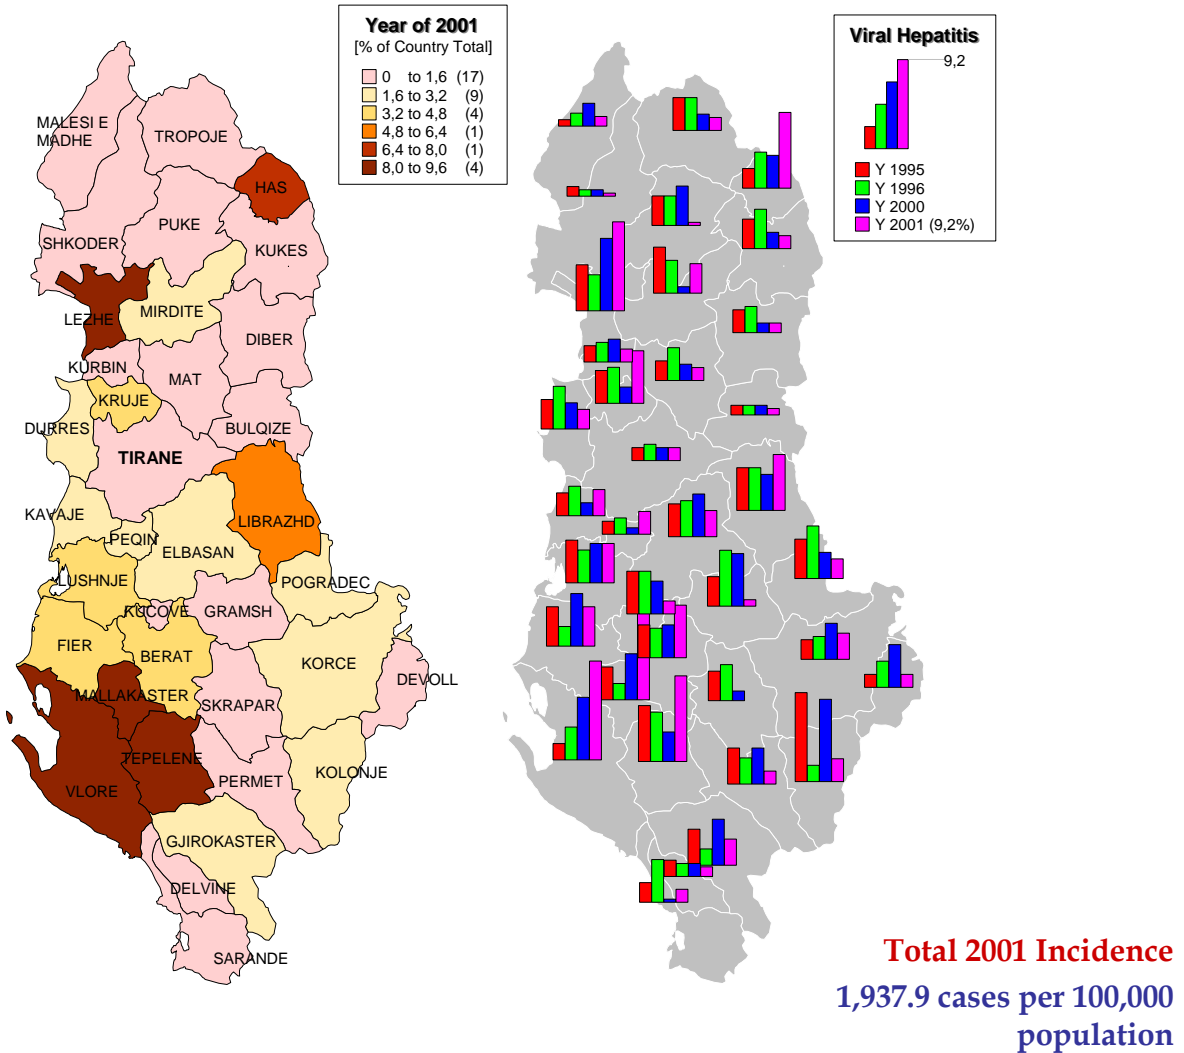 Year of 2001
[% of Country Total]
0 to 1,6 (17)
1,6 to 3,2 (9)
3,2 to 4,8 (4)
4,8 to 6,4 (1)
6,4 to 8,0 (1)
8,0 to 9,6 (4)
MALESI E
MADHE
TROPOJE
HAS
PUKE
SHKODER
KUKES
LEZHE
MIRDITE
DIBER
KURBIN
MAT
KRUJE
DURRES
BULQIZE
TIRANE
KAVAJE
LIBRAZHD
PEQIN
ELBASAN
LUSHNJE
POGRADEC
KUCOVE
GRAMSH
FIER
BERAT
KORCE
DEVOLL
MALLAKASTER
SKRAPAR
TEPELENE
KOLONJE
PERMET
VLORE
GJIROKASTER
DELVINE
SARANDE
Viral Hepatitis
9,2
Y 1995
Y 1996
Y 2000
Y 2001 (9,2%)
Total 2001 Incidence
1,937.9 cases per 100,000
population